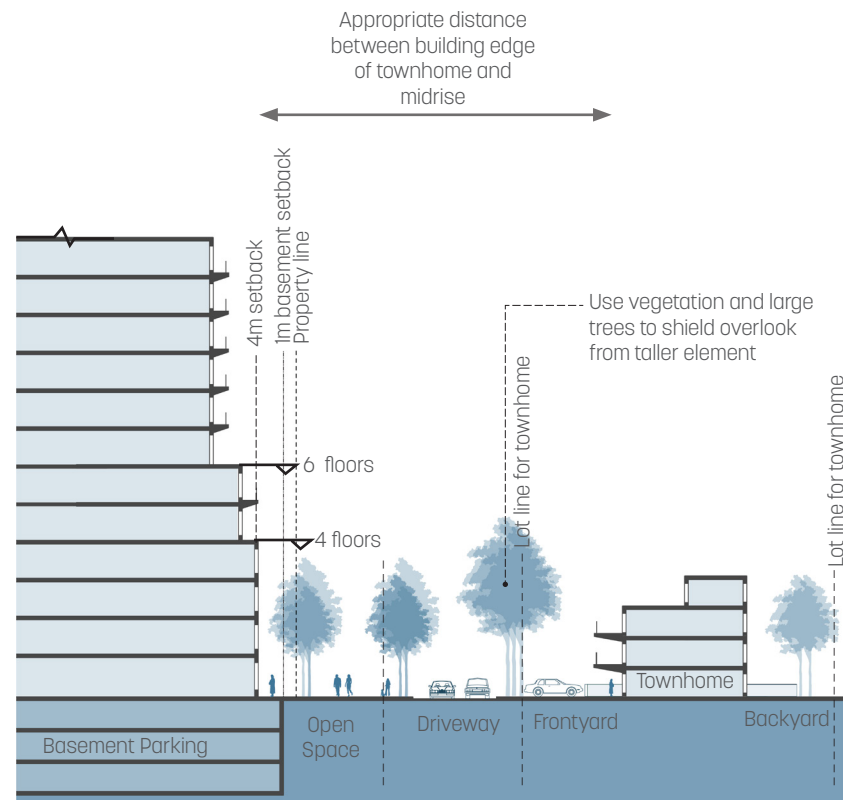 Appropriate distance
between building edge
of townhome and
midrise
4m setback
1m basement setback
Property line
Use vegetation and large
trees to shield overlook
from taller element
Lot line for townhome
Lot line for townhome
6 floors
4 floors
Townhome
Basement Parking
Open
Space
Driveway
Frontyard
Backyard